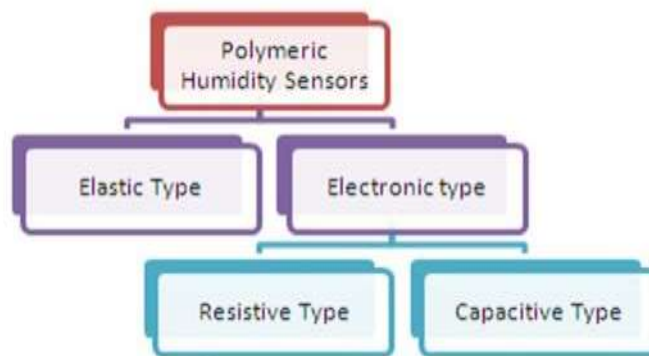 Polymeric
Humidity Sensors
Elastic Type
Electronic type
Resistive Type
Capacitive Type